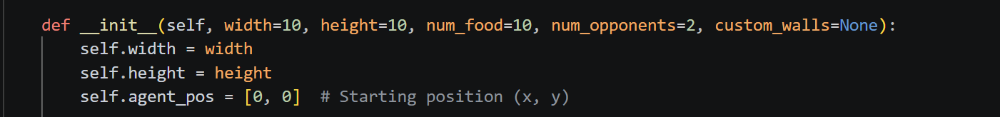 def __init__(self, width=10, height=10, num_food=10, num_opponents=2, custom_walls=None):
self.width = width
self.height = height
self.agent_pos = [0, 0]  # Starting position (x, y)